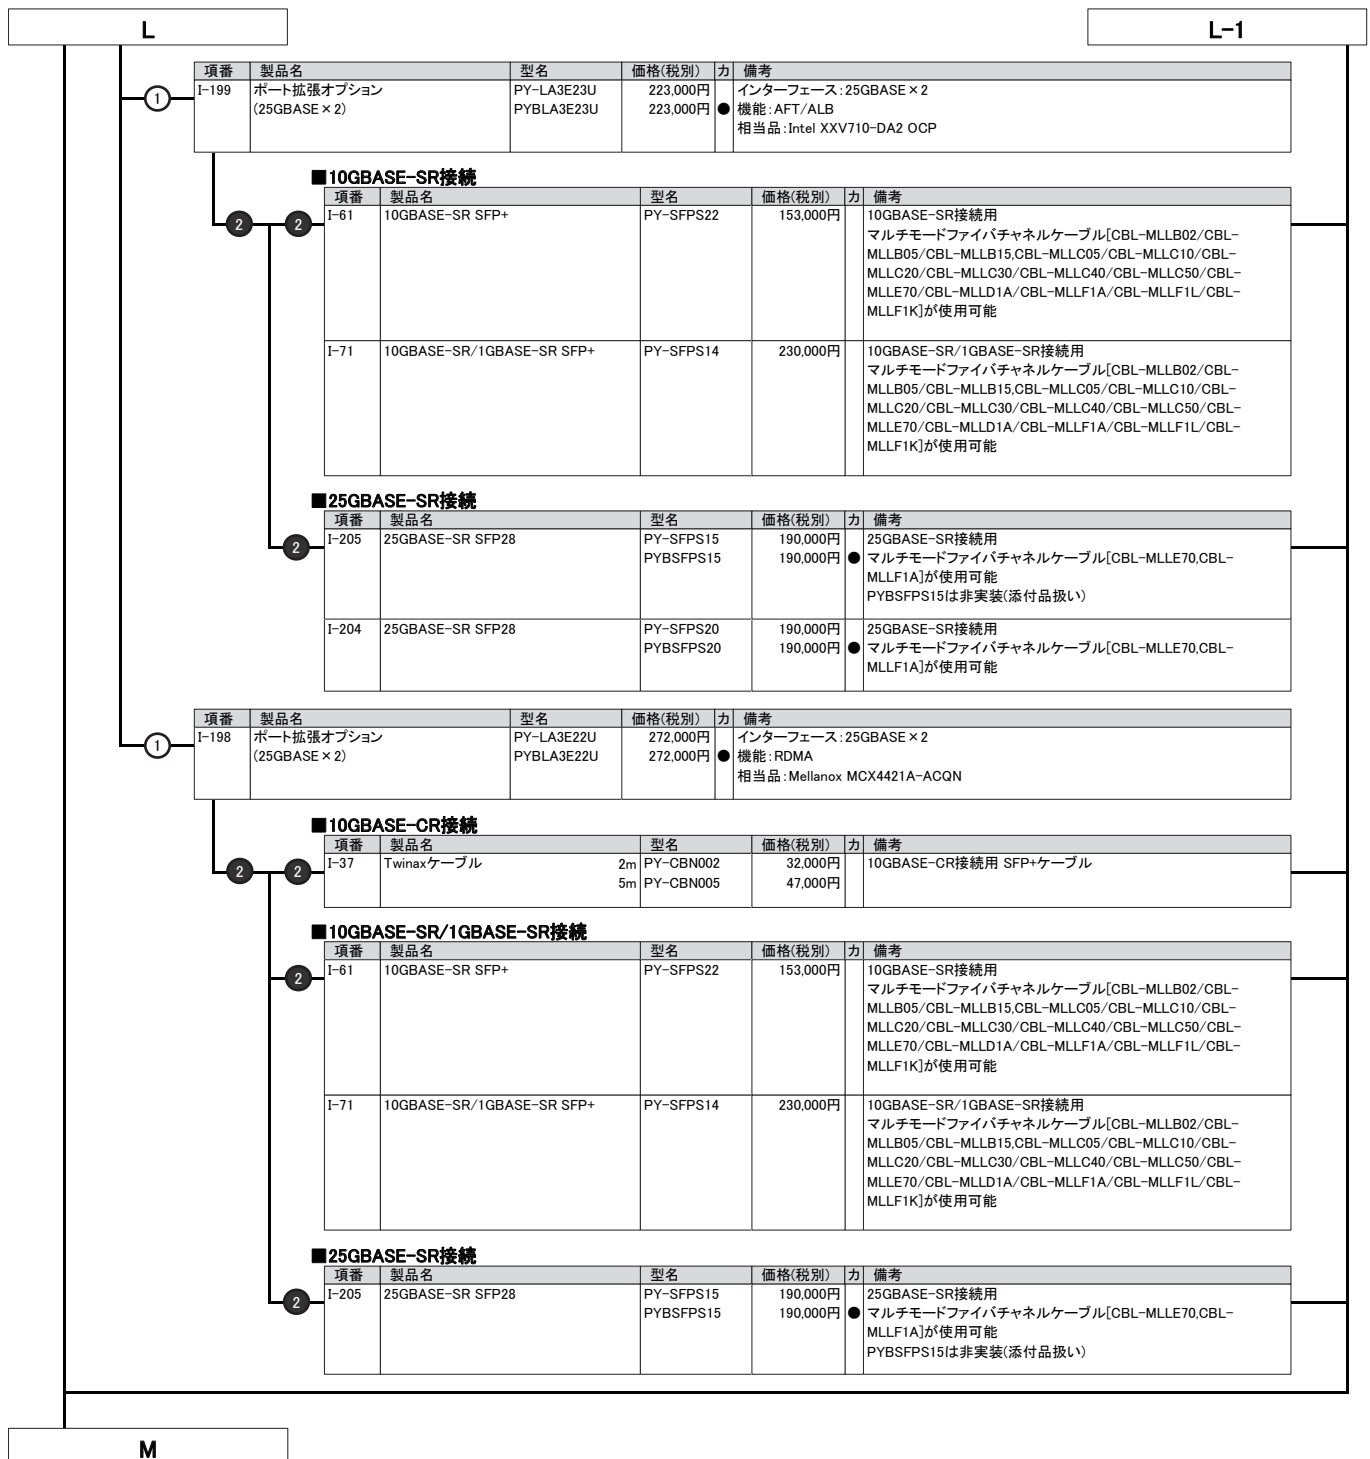 L
L-1
項番 製品名 型名 価格(税別) カ 備考
① I-199 ポート拡張オプション PY-LA3E23U 223,000円 インターフェース:25GBASE×2
(25GBASE×2) PYBLA3E23U 223,000円 ● 機能:AFT/ALB
相当品:Intel XXV710-DA2 OCP
■10GBASE-SR接続
項番 製品名 型名 価格(税別) カ 備考
2 2 I-61 10GBASE-SR SFP+ PY-SFPS22 153,000円 10GBASE-SR接続用
マルチモードファイバチャネルケーブル[CBL-MLLB02/CBL-
MLLB05/CBL-MLLB15,CBL-MLLC05/CBL-MLLC10/CBL-
MLLC20/CBL-MLLC30/CBL-MLLC40/CBL-MLLC50/CBL-
MLLE70/CBL-MLLD1A/CBL-MLLF1A/CBL-MLLF1L/CBL-
MLLF1K]が使用可能
I-71 10GBASE-SR/1GBASE-SR SFP+ PY-SFPS14 230,000円 10GBASE-SR/1GBASE-SR接続用
マルチモードファイバチャネルケーブル[CBL-MLLB02/CBL-
MLLB05/CBL-MLLB15,CBL-MLLC05/CBL-MLLC10/CBL-
MLLC20/CBL-MLLC30/CBL-MLLC40/CBL-MLLC50/CBL-
MLLE70/CBL-MLLD1A/CBL-MLLF1A/CBL-MLLF1L/CBL-
MLLF1K]が使用可能
■25GBASE-SR接続
項番 製品名 型名 価格(税別) カ 備考
2 I-205 25GBASE-SR SFP28 PY-SFPS15 190,000円 25GBASE-SR接続用
PYBSFPS15 190,000円 ● マルチモードファイバチャネルケーブル[CBL-MLLE70,CBL-
MLLF1A]が使用可能
PYBSFPS15は非実装(添付品扱い)
I-204 25GBASE-SR SFP28 PY-SFPS20 190,000円 25GBASE-SR接続用
PYBSFPS20 190,000円 ● マルチモードファイバチャネルケーブル[CBL-MLLE70,CBL-
MLLF1A]が使用可能
項番 製品名 型名 価格(税別) カ 備考
① I-198 ポート拡張オプション PY-LA3E22U 272,000円 インターフェース:25GBASE×2
(25GBASE×2) PYBLA3E22U 272,000円 ● 機能:RDMA
相当品:Mellanox MCX4421A-ACQN
■10GBASE-CR接続
項番 製品名 型名 価格(税別) カ 備考
2 2 I-37 Twinaxケーブル 2m PY-CBN002 32,000円 10GBASE-CR接続用 SFP+ケーブル
5m PY-CBN005 47,000円
■10GBASE-SR/1GBASE-SR接続
項番 製品名 型名 価格(税別) カ 備考
2 I-61 10GBASE-SR SFP+ PY-SFPS22 153,000円 10GBASE-SR接続用
マルチモードファイバチャネルケーブル[CBL-MLLB02/CBL-
MLLB05/CBL-MLLB15,CBL-MLLC05/CBL-MLLC10/CBL-
MLLC20/CBL-MLLC30/CBL-MLLC40/CBL-MLLC50/CBL-
MLLE70/CBL-MLLD1A/CBL-MLLF1A/CBL-MLLF1L/CBL-
MLLF1K]が使用可能
I-71 10GBASE-SR/1GBASE-SR SFP+ PY-SFPS14 230,000円 10GBASE-SR/1GBASE-SR接続用
マルチモードファイバチャネルケーブル[CBL-MLLB02/CBL-
MLLB05/CBL-MLLB15,CBL-MLLC05/CBL-MLLC10/CBL-
MLLC20/CBL-MLLC30/CBL-MLLC40/CBL-MLLC50/CBL-
MLLE70/CBL-MLLD1A/CBL-MLLF1A/CBL-MLLF1L/CBL-
MLLF1K]が使用可能
■25GBASE-SR接続
項番 製品名 型名 価格(税別) カ 備考
2 I-205 25GBASE-SR SFP28 PY-SFPS15 190,000円 25GBASE-SR接続用
PYBSFPS15 190,000円 ● マルチモードファイバチャネルケーブル[CBL-MLLE70,CBL-
MLLF1A]が使用可能
PYBSFPS15は非実装(添付品扱い)
M